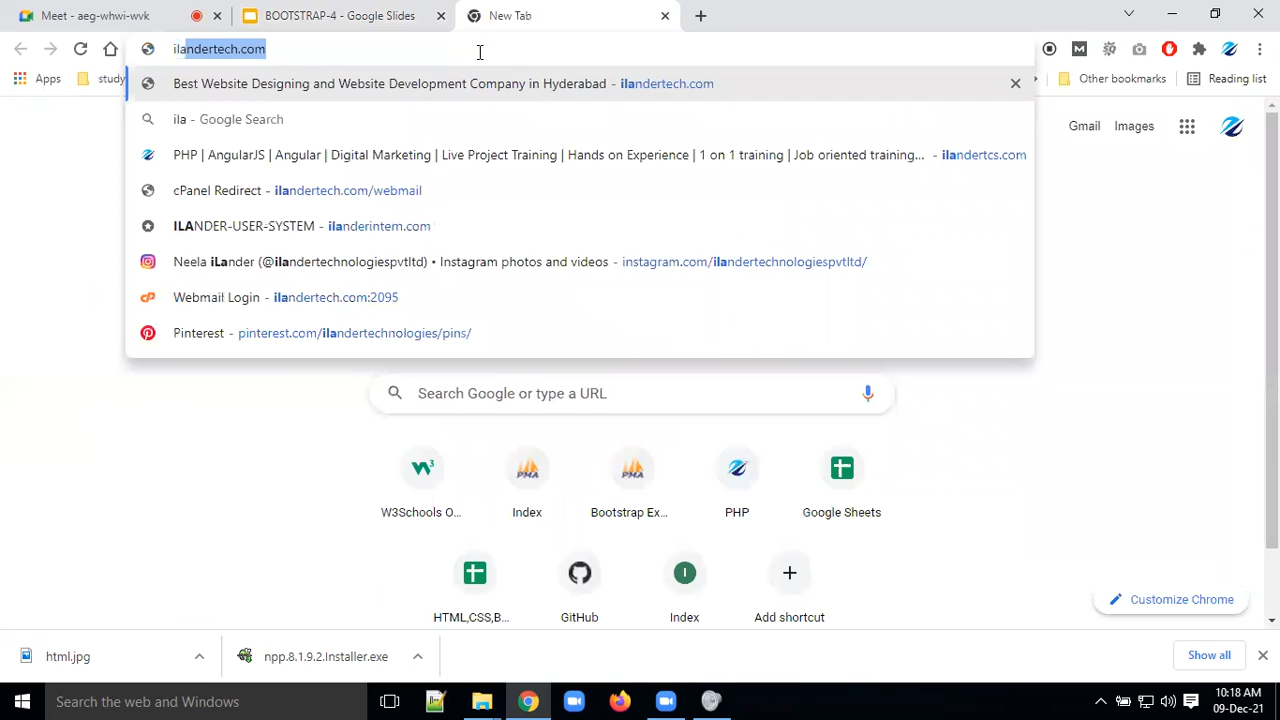 Meet - aeg-whwi-wvk
BOOTSTRAP-4 - Google Slides
New Tab
ilandertech.com
Apps
study
Other bookmarks
Reading list
Best Website Designing and Website Development Company in Hyderabad - ilandertech.com
ila - Google Search
PHP | AngularJS | Angular | Digital Marketing | Live Project Training | Hands on Experience | 1 on 1 training | Job oriented training... - ilandertcs.com
cPanel Redirect - ilandertech.com/webmail
ILANDER-USER-SYSTEM - ilanderintern.com
Neela iLander (@ilandertechnologiespvtltd) • Instagram photos and videos - instagram.com/ilandertechnologiespvtltd/
Webmail Login - ilandertech.com:2095
Pinterest - pinterest.com/ilandertechnologies/pins/
Gmail
Images
Search Google or type a URL
W3Schools O...
Index
Bootstrap Ex...
PHP
Google Sheets
HTML,CSS,B...
GitHub
I
Index
Add shortcut
Customize Chrome
html.jpg
npp.8.1.9.2.Installer.exe
Show all
Search the web and Windows
10:18 AM
09-Dec-21